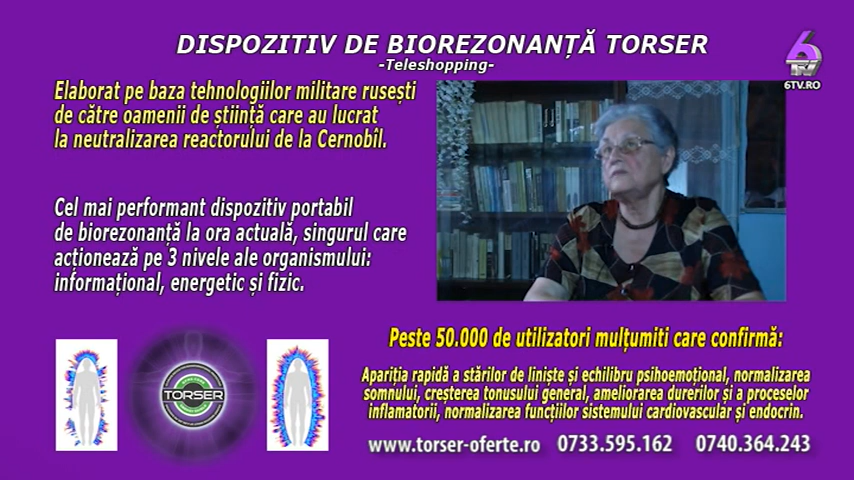 DISPOZITIV DE BIOREZONANȚĂ TORSER
-Teleshopping-
6
TV
6TV.RO
Elaborat pe baza tehnologiilor militare rusești
de către oamenii de știință care au lucrat
la neutralizarea reactorului de la Cernobîl.
Cel mai performant dispozitiv portabil
de biorezonanță la ora actuală, singurul care
acționează pe 3 nivele ale organismului:
informațional, energetic și fizic.
TORSER
Peste 50.000 de utilizatori mulțumiti care confirmă:
Apariția rapidă a stărilor de liniște și echilibru psihoemoțional, normalizarea
somnului, creșterea tonusului general, ameliorarea durerilor și a proceselor
inflamatorii, normalizarea funcțiilor sistemului cardiovascular și endocrin.
www.torser-oferte.ro 0733.595.162 0740.364.243